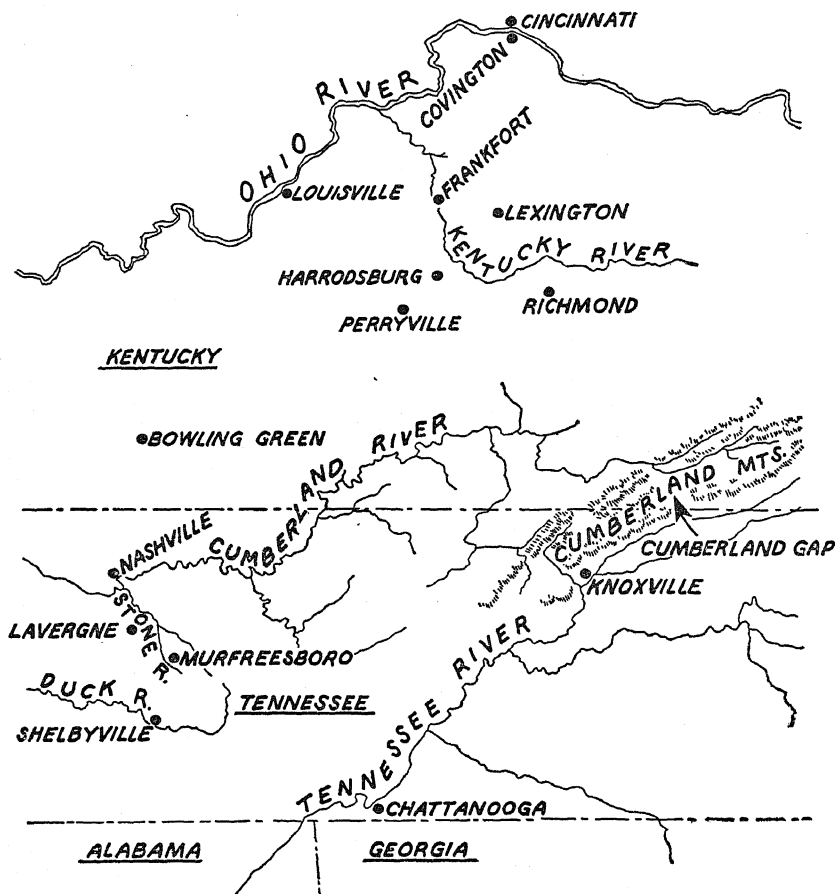 CINCINNATI
COVINGTON
OHIO RIVER
FRANKFORT
LOUISVILLE
LEXINGTON
KENTUCKY RIVER
HARRODSBURG
RICHMOND
PERRYVILLE
KENTUCKY
BOWLING GREEN
CUMBERLAND RIVER
CUMBERLAND MTS.
NASHVILLE
CUMBERLAND GAP
KNOXVILLE
STONE R.
LAVERGNE
MURFREESBORO
DUCK R.
TENNESSEE
SHELBYVILLE
TENNESSEE RIVER
CHATTANOOGA
ALABAMA
GEORGIA